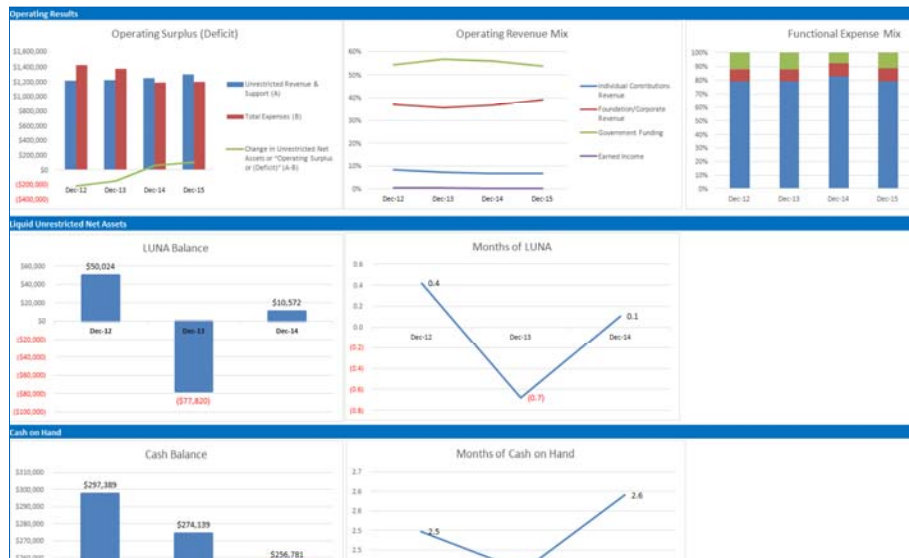 Operating Results
Operating Surplus (Deficit)
$1,600,000
$1,400,000
$1,200,000
$1,000,000
$800,000
$600,000
$400,000
$200,000
$0
($200,000)
($400,000)
Dec-12 Dec-13 Dec-14 Dec-15
Unrestricted Revenue &
Support (A)
Total Expenses (B)
Change in Unrestricted Net
Assets or "Operating Surplus
or (Deficit)" (A-B)
Operating Revenue Mix
60%
50%
40%
30%
20%
10%
0%
Dec-12 Dec-13 Dec-14 Dec-15
Individual Contributions
Revenue
Foundation/Corporate
Revenue
Government Funding
Earned Income
Functional Expense Mix
100%
90%
80%
70%
60%
50%
40%
30%
20%
10%
0%
Dec-12 Dec-13 Dec-14 Dec-15
Liquid Unrestricted Net Assets
LUNA Balance
$60,000
$40,000
$20,000
$0
($20,000)
($40,000)
($60,000)
($80,000)
($100,000)
$50,024
($77,820)
$10,572
Dec-12 Dec-13 Dec-14
Months of LUNA
0.6
0.4
0.2
0.0
(0.2)
(0.4)
(0.6)
(0.8)
0.4
(0.7)
0.1
Dec-12 Dec-13 Dec-14
Cash on Hand
Cash Balance
$310,000
$300,000
$290,000
$280,000
$270,000
$260,000
$297,389
$274,139
$256,781
Months of Cash on Hand
2.7
2.6
2.6
2.5
2.5
2.5
2.6